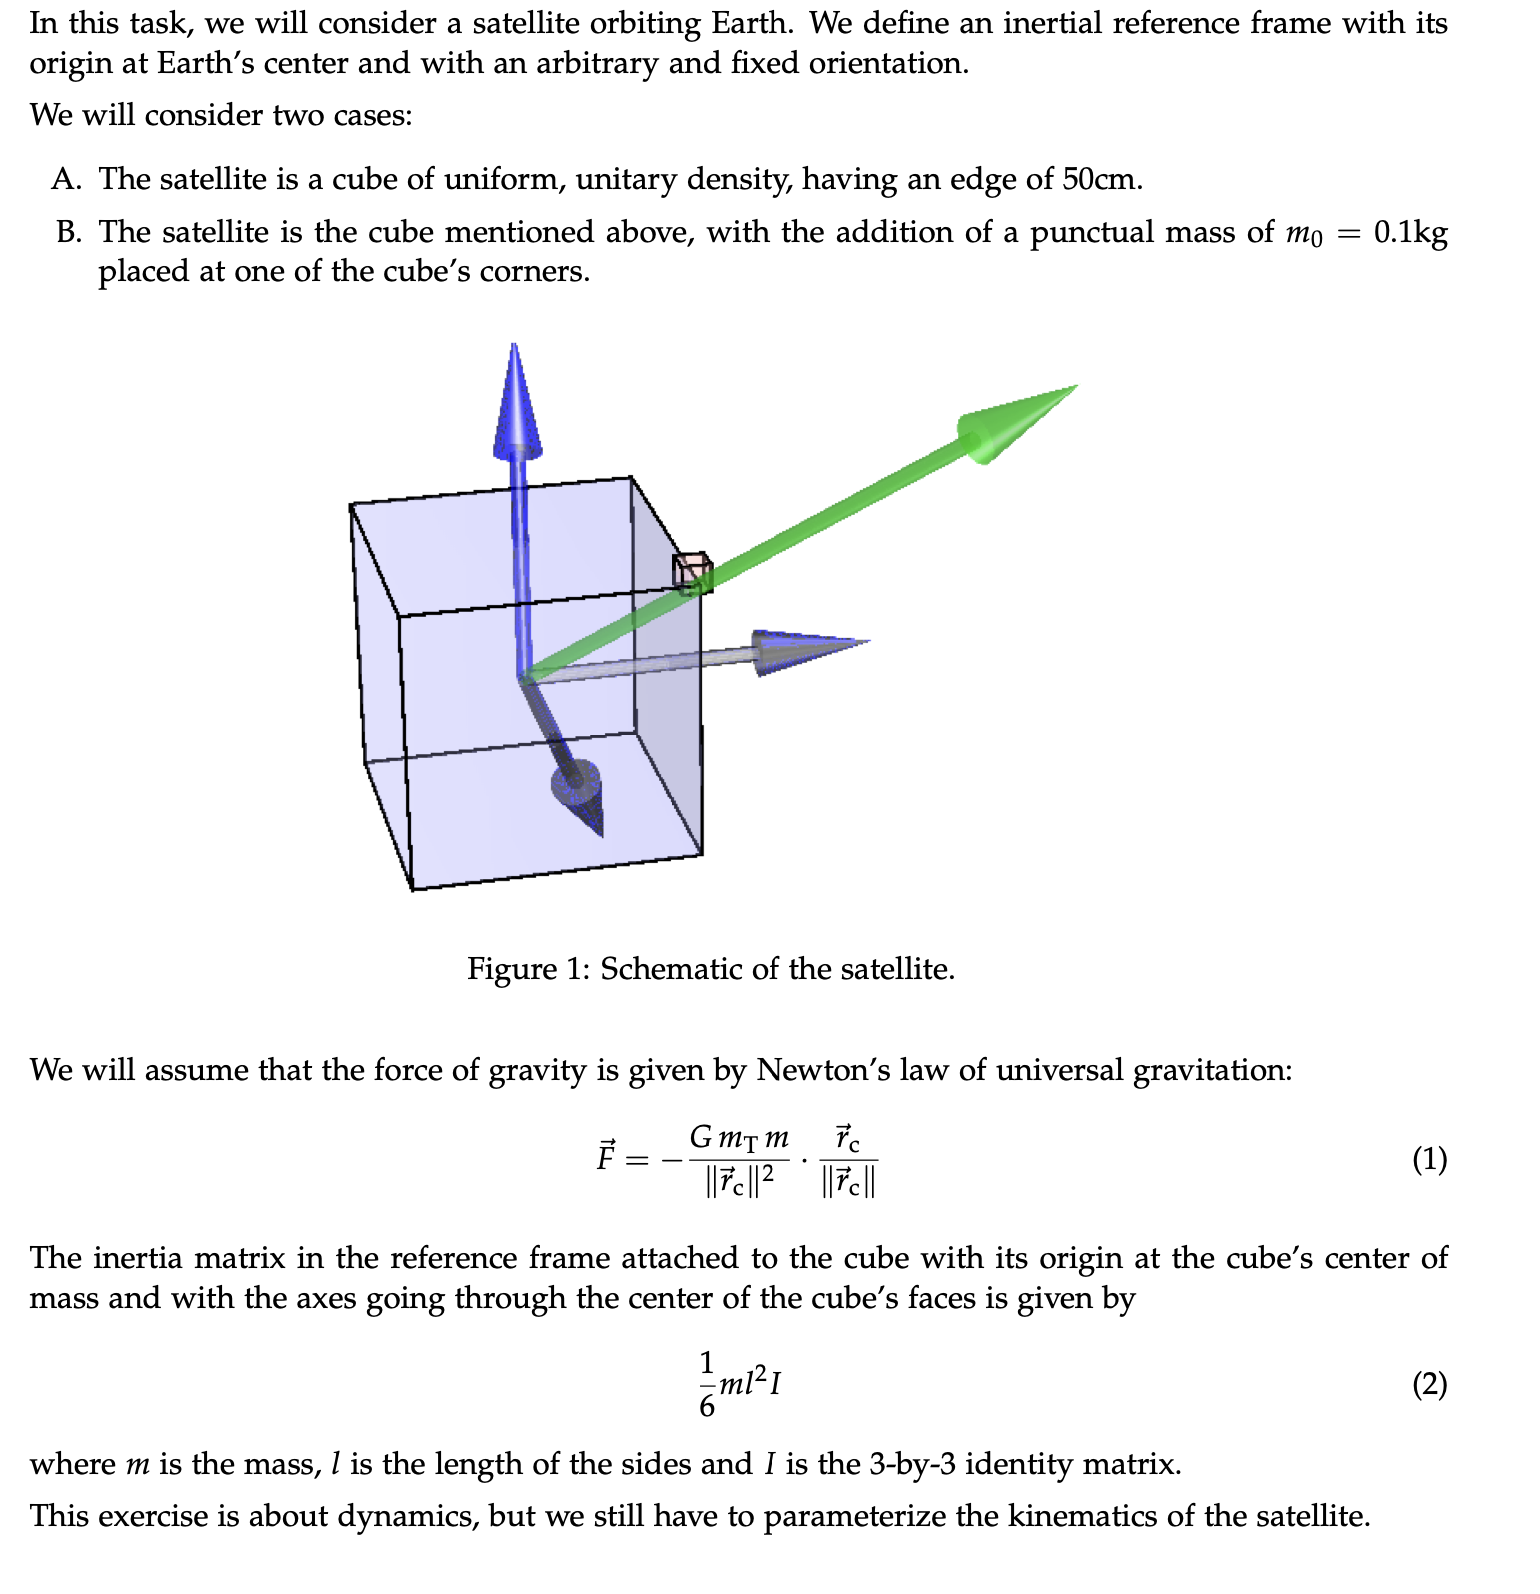 In this task, we will consider a satellite orbiting Earth. We define an inertial reference frame with its
origin at Earth's center and with an arbitrary and fixed orientation.
We will consider two cases:
A. The satellite is a cube of uniform, unitary density, having an edge of 50cm.
B. The satellite is the cube mentioned above, with the addition of a punctual mass of m₀ = 0.1kg
placed at one of the cube's corners.
Figure 1: Schematic of the satellite.
We will assume that the force of gravity is given by Newton's law of universal gravitation:
$\vec{F} = -\frac{G\, m_{\mathrm{T}}\, m}{\|\vec{r}_{\mathrm{c}}\|^2} \cdot \frac{\vec{r}_{\mathrm{c}}}{\|\vec{r}_{\mathrm{c}}\|}$ (1)
The inertia matrix in the reference frame attached to the cube with its origin at the cube's center of
mass and with the axes going through the center of the cube's faces is given by
$\frac{1}{6} m l^2 I$ (2)
where m is the mass, l is the length of the sides and I is the 3-by-3 identity matrix.
This exercise is about dynamics, but we still have to parameterize the kinematics of the satellite.